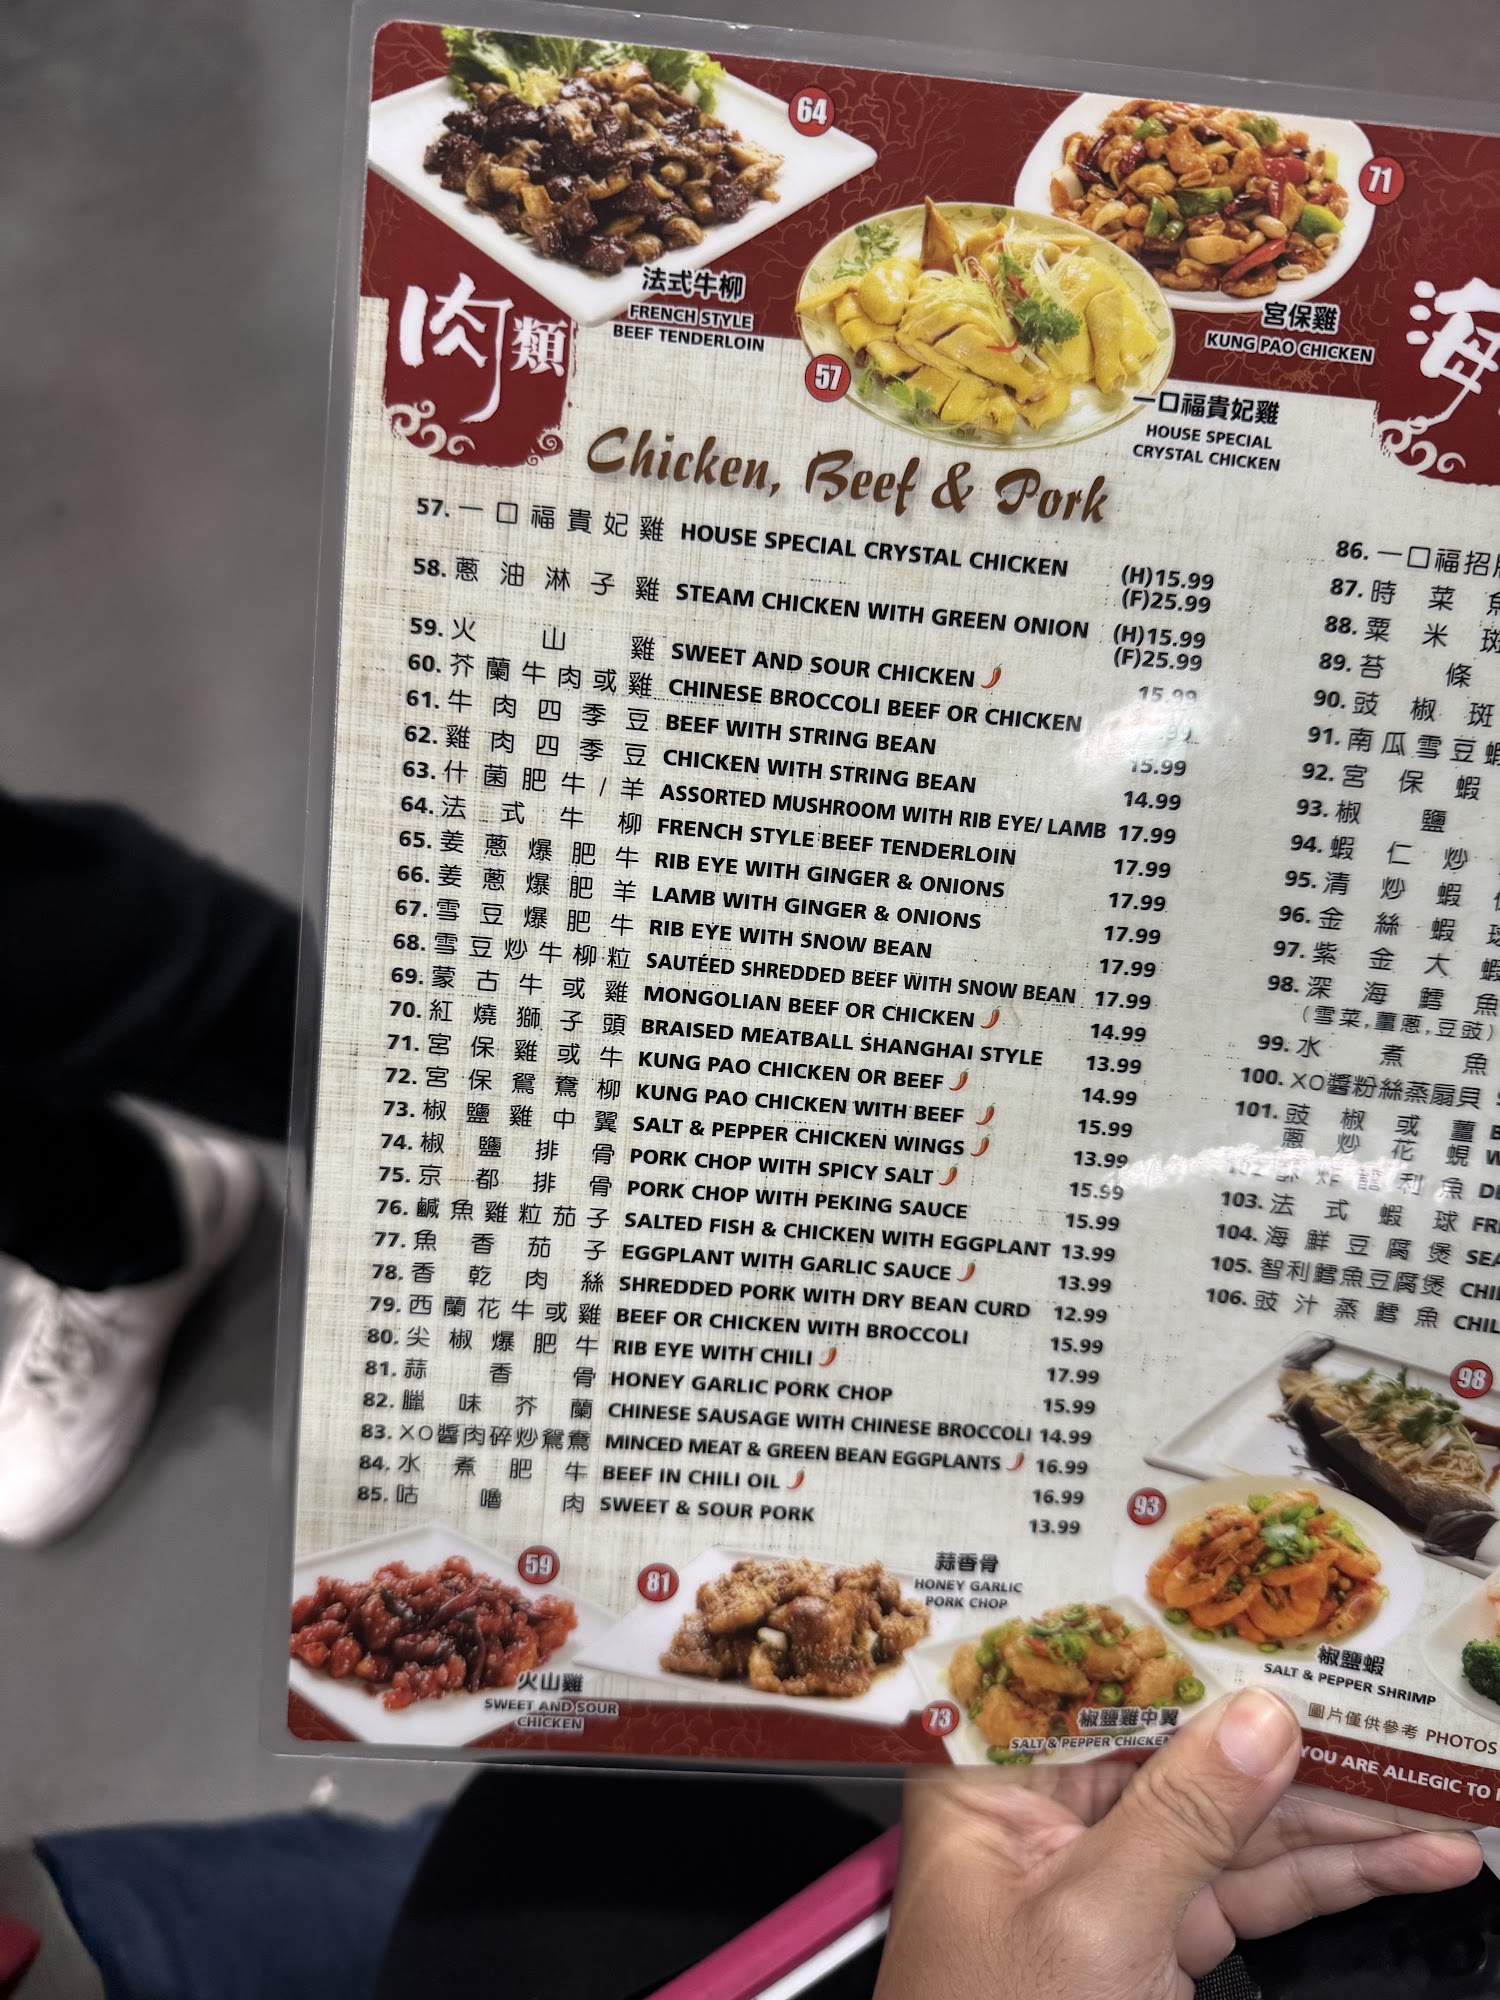 64
71
法式牛柳
FRENCH STYLE
BEEF TENDERLOIN
宮保雞
KUNG PAO CHICKEN
57
一口福貴妃雞
HOUSE SPECIAL
CRYSTAL CHICKEN
肉類
海
Chicken, Beef & Pork
57. 一口福貴妃雞 HOUSE SPECIAL CRYSTAL CHICKEN (H)15.99
(F)25.99
58. 蔥油淋子雞 STEAM CHICKEN WITH GREEN ONION (H)15.99
(F)25.99
59. 火山雞 SWEET AND SOUR CHICKEN 15.99
60. 芥蘭牛肉或雞 CHINESE BROCCOLI BEEF OR CHICKEN
61. 牛肉四季豆 BEEF WITH STRING BEAN 15.99
62. 雞肉四季豆 CHICKEN WITH STRING BEAN 14.99
63. 什菌肥牛/羊 ASSORTED MUSHROOM WITH RIB EYE/ LAMB 17.99
64. 法式牛柳 FRENCH STYLE BEEF TENDERLOIN 17.99
65. 姜蔥爆肥牛 RIB EYE WITH GINGER & ONIONS 17.99
66. 姜蔥爆肥羊 LAMB WITH GINGER & ONIONS 17.99
67. 雪豆爆肥牛 RIB EYE WITH SNOW BEAN 17.99
68. 雪豆炒牛柳粒 SAUTÉED SHREDDED BEEF WITH SNOW BEAN 17.99
69. 蒙古牛或雞 MONGOLIAN BEEF OR CHICKEN 14.99
70. 紅燒獅子頭 BRAISED MEATBALL SHANGHAI STYLE 13.99
71. 宮保雞或牛 KUNG PAO CHICKEN OR BEEF 14.99
72. 宮保鴛鴦柳 KUNG PAO CHICKEN WITH BEEF 15.99
73. 椒鹽雞中翼 SALT & PEPPER CHICKEN WINGS 13.99
74. 椒鹽排骨 PORK CHOP WITH SPICY SALT 15.99
75. 京都排骨 PORK CHOP WITH PEKING SAUCE 15.99
76. 鹹魚雞粒茄子 SALTED FISH & CHICKEN WITH EGGPLANT 13.99
77. 魚香茄子 EGGPLANT WITH GARLIC SAUCE 13.99
78. 香乾肉絲 SHREDDED PORK WITH DRY BEAN CURD 12.99
79. 西蘭花牛或雞 BEEF OR CHICKEN WITH BROCCOLI 15.99
80. 尖椒爆肥牛 RIB EYE WITH CHILI 17.99
81. 蒜香骨 HONEY GARLIC PORK CHOP 15.99
82. 臘味芥蘭 CHINESE SAUSAGE WITH CHINESE BROCCOLI 14.99
83. XO醬肉碎炒鴛鴦 MINCED MEAT & GREEN BEAN EGGPLANTS 16.99
84. 水煮肥牛 BEEF IN CHILI OIL 16.99
85. 咕嚕肉 SWEET & SOUR PORK 13.99
86. 一口福招
87. 時菜
88. 粟米斑
89. 苔條
90. 豉椒斑
91. 南瓜雪豆蝦
92. 宮保蝦
93. 椒鹽
94. 蝦仁炒
95. 清炒蝦
96. 金絲蝦球
97. 紫金大蝦
98. 深海鱈魚
(雪菜,薑蔥,豆豉)
99. 水煮魚
100. XO醬粉絲蒸扇貝
101. 豉椒或薑
蔥炒花蜆
炸龍利魚
103. 法式蝦球 FR
104. 海鮮豆腐煲 SEA
105. 智利鱈魚豆腐煲 CHI
106. 豉汁蒸鱈魚 CHIL
98
93
59
81
蒜香骨
HONEY GARLIC
PORK CHOP
火山雞
SWEET AND SOUR
CHICKEN
73
椒鹽雞中翼
SALT & PEPPER CHICKEN
椒鹽蝦
SALT & PEPPER SHRIMP
圖片僅供參考 PHOTOS
YOU ARE ALLERGIC TO